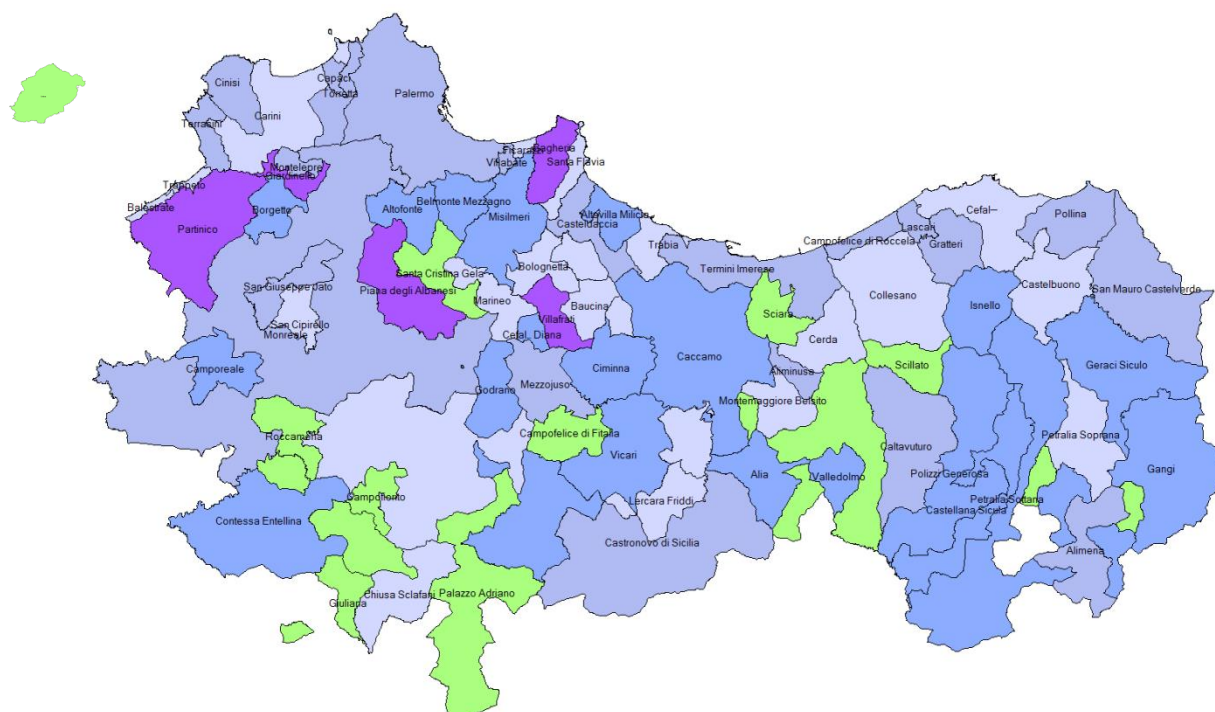 Cinisi
Capaci
Torretta
Palermo
Terrasini
Carini
Ficarazzi
Bagheria
Villabate
Santa Flavia
Montelepre
Giardinello
Trappeto
Balestrate
Partinico
Borgetto
Altofonte
Belmonte Mezzagno
Misilmeri
Altavilla Milicia
Casteldaccia
Trabia
Termini Imerese
Campofelice di Roccella
Lascari
Cefal
Gratteri
Pollina
San Mauro Castelverde
Castelbuono
Collesano
Isnello
San Giuseppe Jato
San Cipirello
Monreale
Santa Cristina Gela
Piana degli Albanesi
Marineo
Bolognetta
Villafrati
Baucina
Cefal_ Diana
Sciara
Cerda
Caccamo
Scillato
Geraci Siculo
Camporeale
Godrano
Mezzojuso
Ciminna
Aliminusa
Montemaggiore Belsito
Roccamena
Campofelice di Fitalia
Vicari
Caltavuturo
Petralia Soprana
Gangi
Polizzi Generosa
Alia
Valledolmo
Petralia Sottana
Castellana Sicula
Campofiorito
Lercara Friddi
Contessa Entellina
Castronovo di Sicilia
Alimena
Giuliana
Chiusa Sclafani
Palazzo Adriano